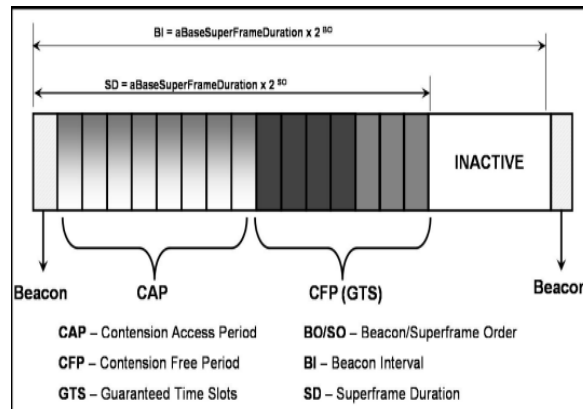 BI = aBaseSuperFrameDuration x 2 BO
SD = aBaseSuperFrameDuration x 2 SO
INACTIVE
Beacon CAP CFP (GTS) Beacon
CAP – Contension Access Period BO/SO – Beacon/Superframe Order
CFP – Contension Free Period BI – Beacon Interval
GTS – Guaranteed Time Slots SD – Superframe Duration